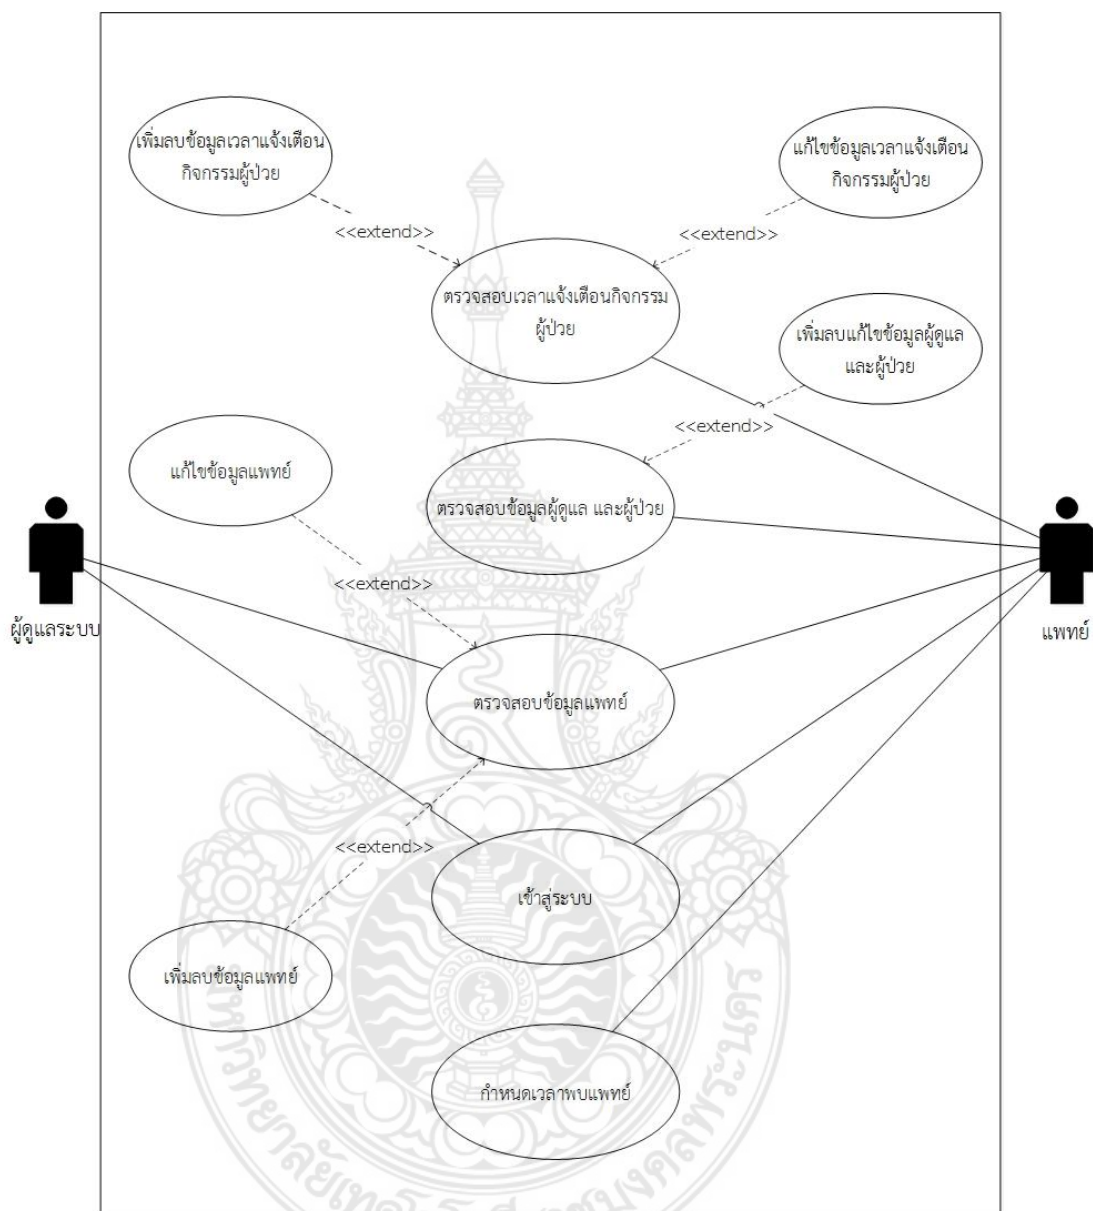 เพิ่มลบข้อมูลเวลาแจ้งเตือน
กิจกรรมผู้ป่วย
แก้ไขข้อมูลเวลาแจ้งเตือน
กิจกรรมผู้ป่วย
<<extend>>
<<extend>>
ตรวจสอบเวลาแจ้งเตือนกิจกรรม
ผู้ป่วย
เพิ่มลบแก้ไขข้อมูลผู้ดูแล
และผู้ป่วย
<<extend>>
แก้ไขข้อมูลแพทย์
ตรวจสอบข้อมูลผู้ดูแล และผู้ป่วย
<<extend>>
ผู้ดูแลระบบ
แพทย์
ตรวจสอบข้อมูลแพทย์
<<extend>>
เข้าสู่ระบบ
เพิ่มลบข้อมูลแพทย์
กำหนดเวลาพบแพทย์